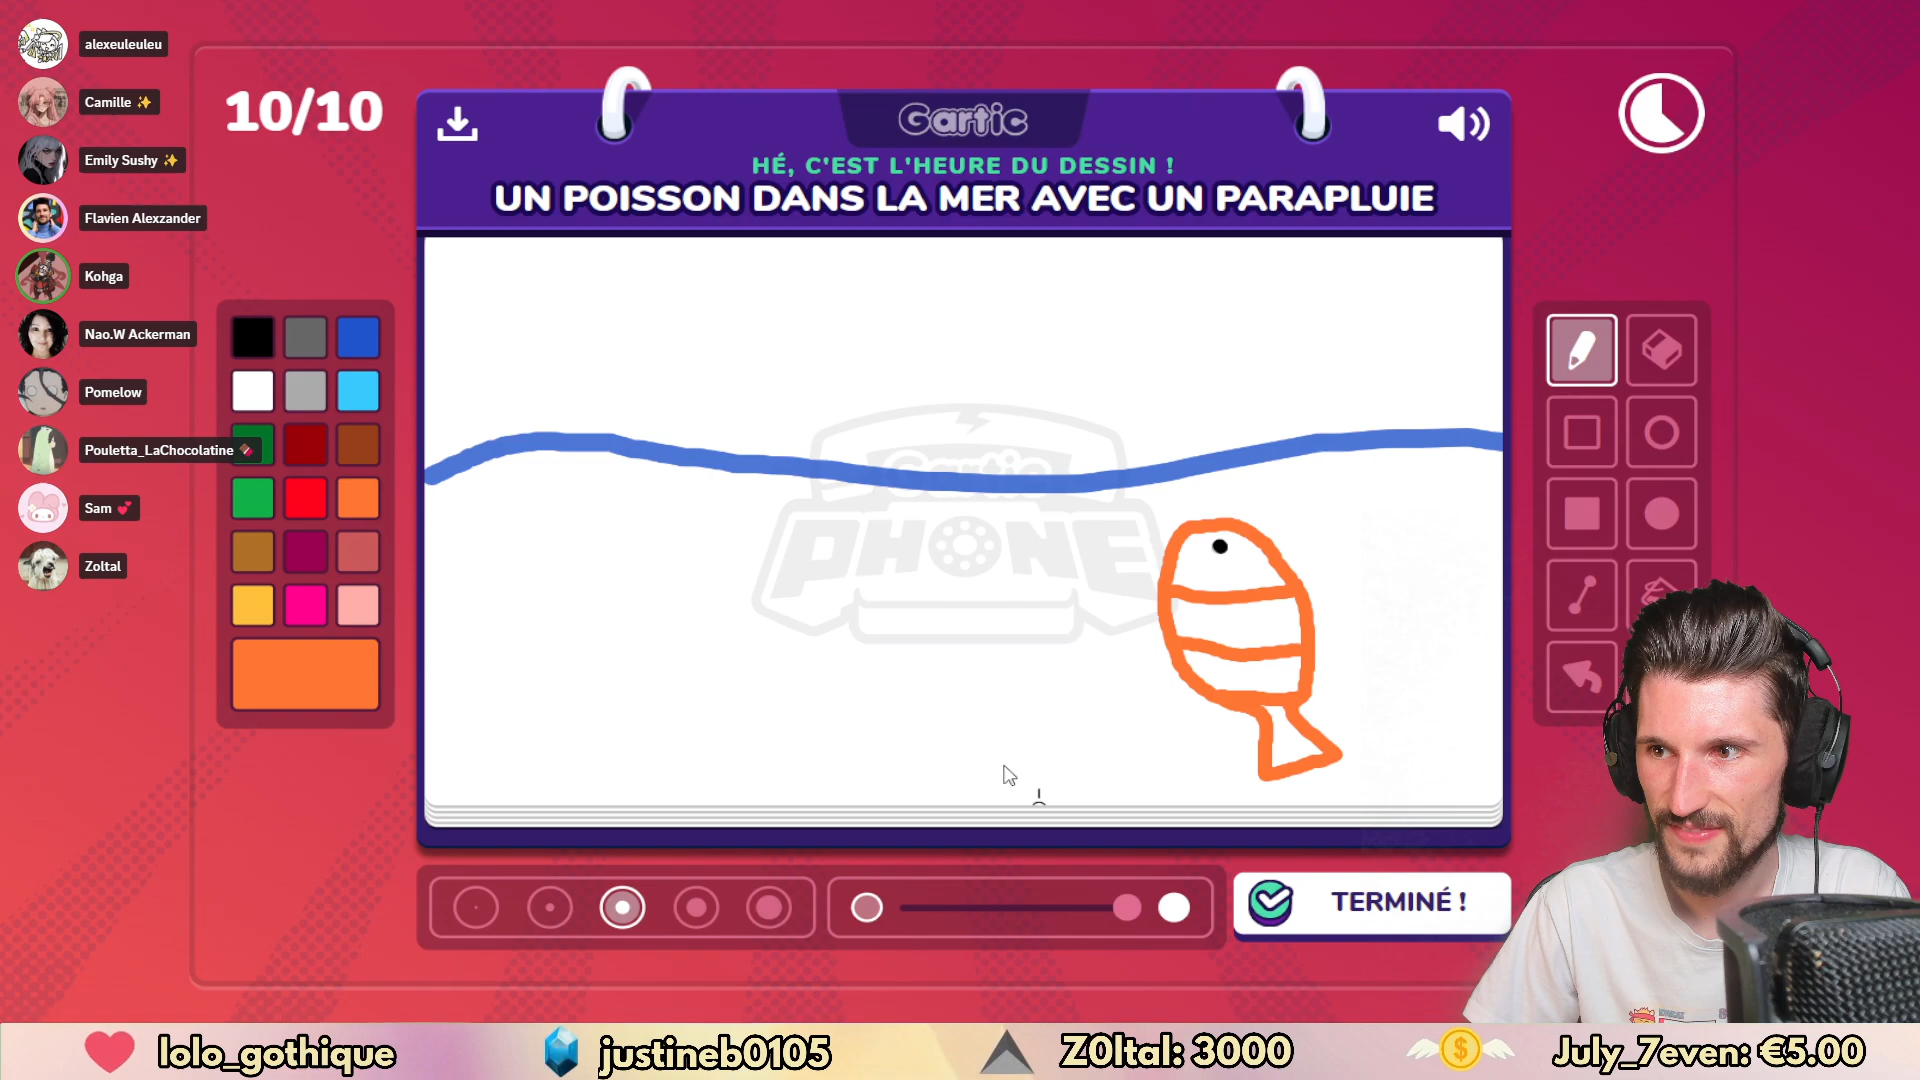 alexeuleuleu
Camille ✨
Emily Sushy ✨
Flavien Alexzander
Kohga
Nao.W Ackerman
Pomelow
Pouletta_LaChocolatine 🍫
Sam 💕
Zoltal
10/10
Gartic
HÉ, C'EST L'HEURE DU DESSIN !
UN POISSON DANS LA MER AVEC UN PARAPLUIE
Gartic
PHONE
TERMINÉ !
lolo_gothique
justineb0105
Z0ltal: 3000
July_7even: €5.00